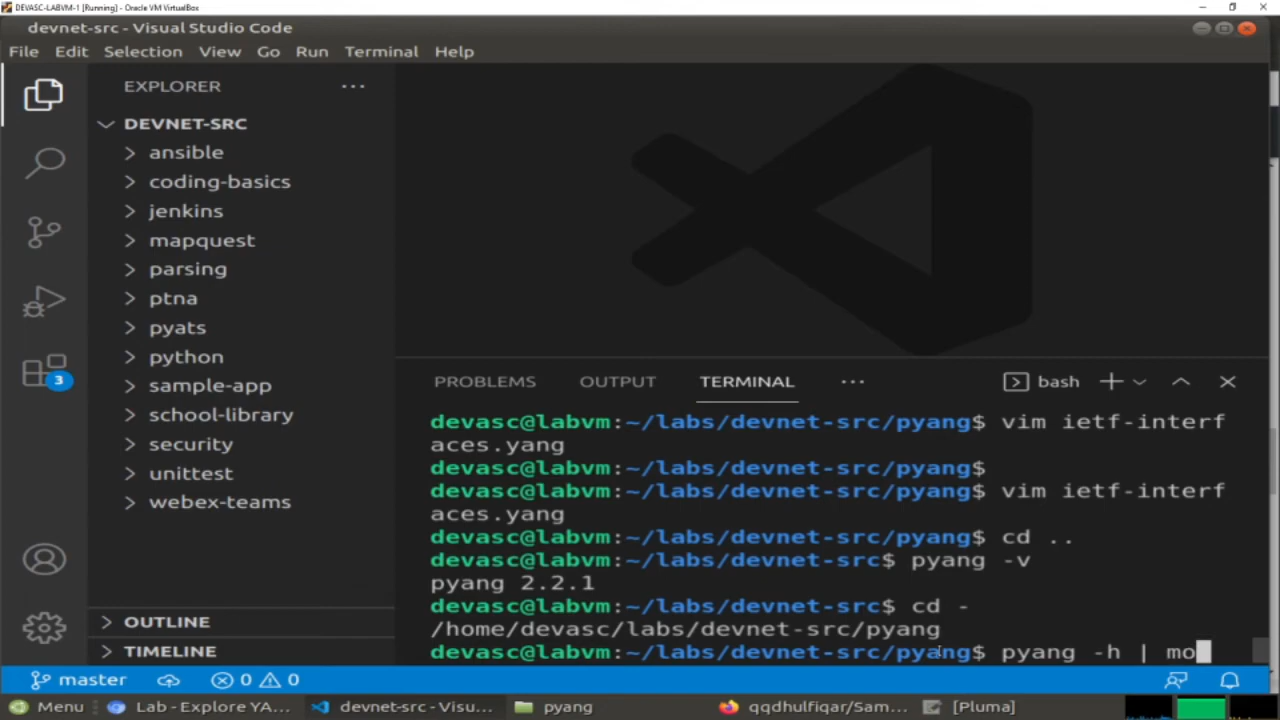 DEVASC-LABVM-1 [Running] - Oracle VM VirtualBox
devnet-src - Visual Studio Code
File Edit Selection View Go Run Terminal Help
EXPLORER
DEVNET-SRC
ansible
coding-basics
jenkins
mapquest
parsing
ptna
pyats
python
sample-app
school-library
security
unittest
webex-teams
OUTLINE
TIMELINE
3
PROBLEMS OUTPUT TERMINAL ... bash
devasc@labvm:~/labs/devnet-src/pyang$ vim ietf-interf
aces.yang
devasc@labvm:~/labs/devnet-src/pyang$
devasc@labvm:~/labs/devnet-src/pyang$ vim ietf-interf
aces.yang
devasc@labvm:~/labs/devnet-src/pyang$ cd ..
devasc@labvm:~/labs/devnet-src$ pyang -v
pyang 2.2.1
devasc@labvm:~/labs/devnet-src$ cd -
/home/devasc/labs/devnet-src/pyang
devasc@labvm:~/labs/devnet-src/pyang$ pyang -h | mo
master 0 0
Menu Lab - Explore YA... devnet-src - Visu... pyang qqdhulfiqar/Sam... [Pluma]